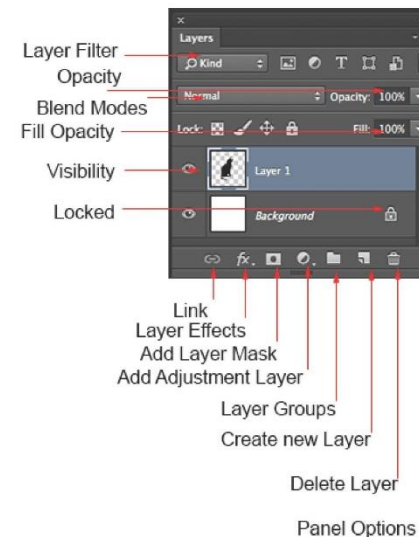 Layers
Layer Filter
Kind
T
Opacity
Normal
Opacity: 100%
Blend Modes
Fill Opacity
Lock:
Fill: 100%
Visibility
Layer 1
Locked
Background
fx
Link
Layer Effects
Add Layer Mask
Add Adjustment Layer
Layer Groups
Create new Layer
Delete Layer
Panel Options